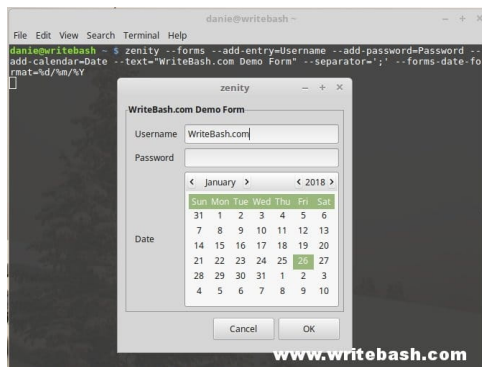 danie@writebash ~
File Edit View Search Terminal Help
danie@writebash ~ $ zenity --forms --add-entry=Username --add-password=Password --
add-calendar=Date --text="WriteBash.com Demo Form" --separator=';' --forms-date-fo
rmat=%d/%m/%Y
zenity
WriteBash.com Demo Form
Username WriteBash.com
Password
< January > < 2018 >
Sun Mon Tue Wed Thu Fri Sat
31 1 2 3 4 5 6
7 8 9 10 11 12 13
Date
14 15 16 17 18 19 20
21 22 23 24 25 26 27
28 29 30 31 1 2 3
4 5 6 7 8 9 10
Cancel OK
www.writebash.com